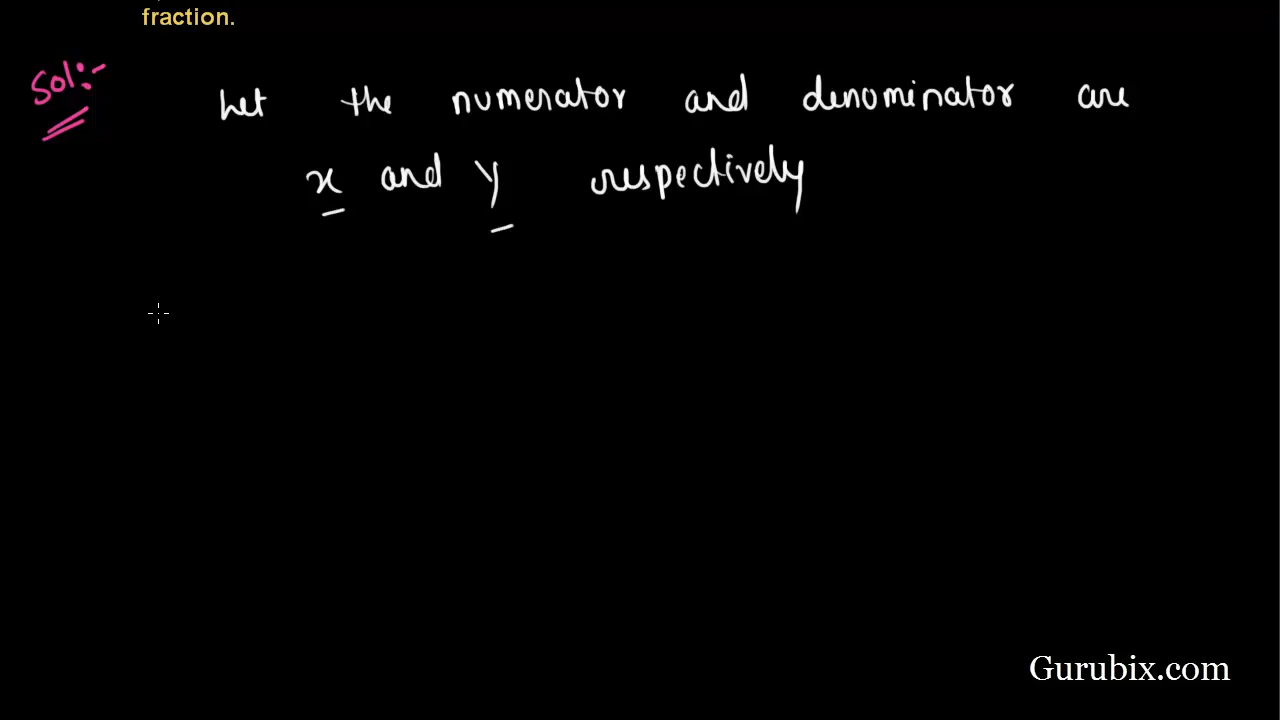 fraction.
Sol:-
Let the numerator and denominator are
x and y respectively
Gurubix.com